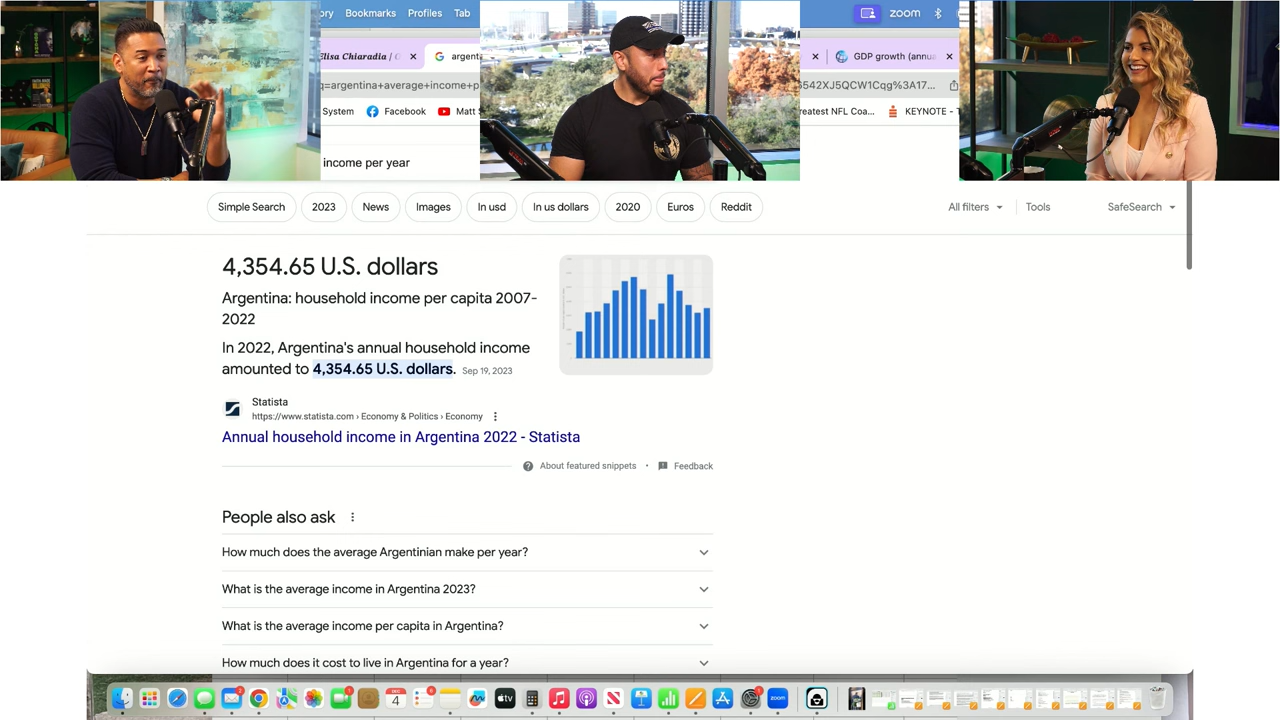 ory Bookmarks Profiles Tab
zoom
Elisa Chiaradia / C
argent
GDP growth (annua
q=argentina+average+income+p
5542XJ5QCW1Cqg%3A17...
System Facebook Matt S
reatest NFL Coa... KEYNOTE - T
income per year
Simple Search 2023 News Images In usd In us dollars 2020 Euros Reddit All filters Tools SafeSearch
4,354.65 U.S. dollars
Argentina: household income per capita 2007-
2022
In 2022, Argentina's annual household income
amounted to 4,354.65 U.S. dollars. Sep 19, 2023
Statista
https://www.statista.com › Economy & Politics › Economy
Annual household income in Argentina 2022 - Statista
About featured snippets • Feedback
People also ask
How much does the average Argentinian make per year?
What is the average income in Argentina 2023?
What is the average income per capita in Argentina?
How much does it cost to live in Argentina for a year?
DEC
4
tv
zoom